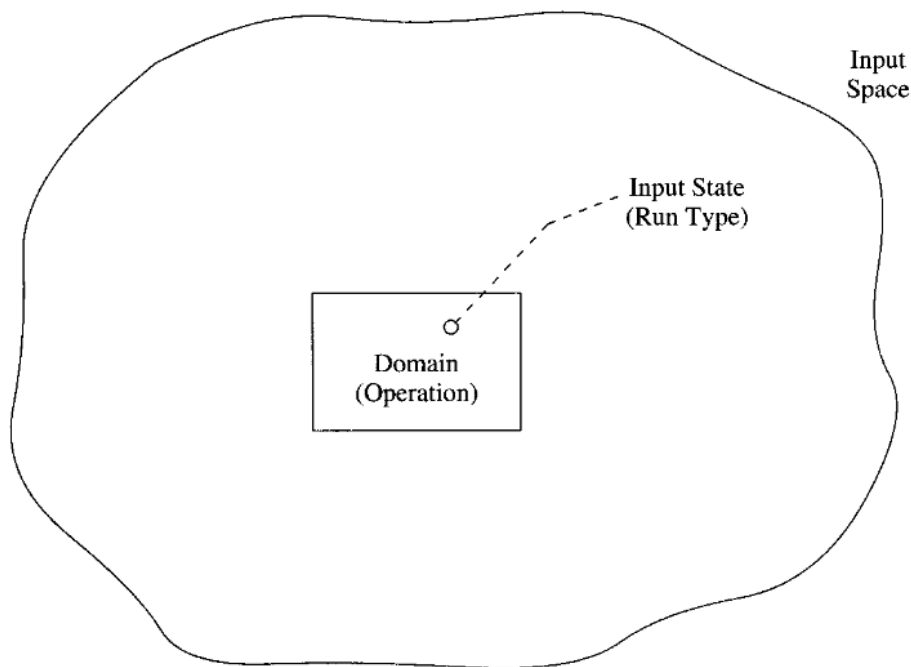 Input
Space
Input State
(Run Type)
Domain
(Operation)